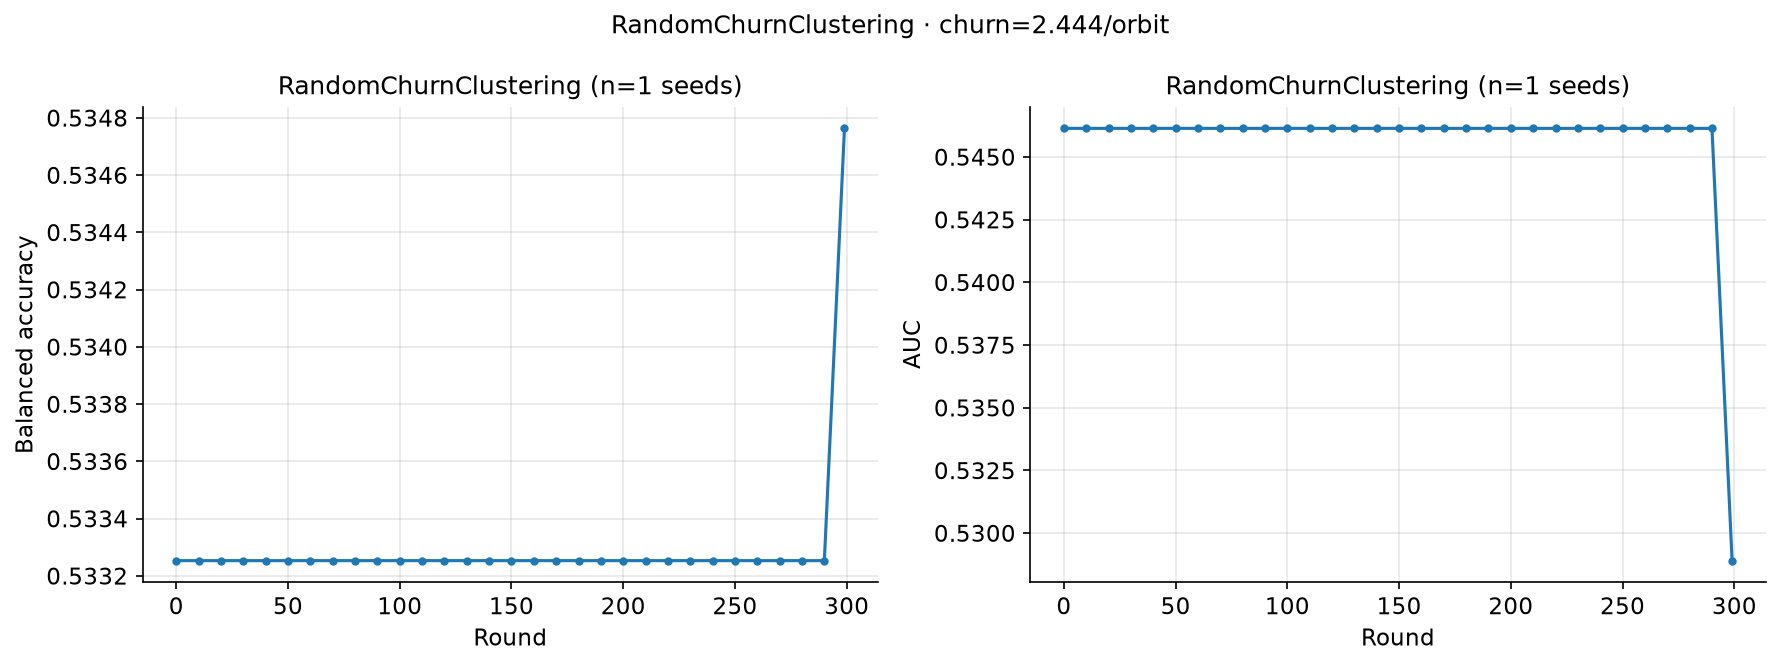 RandomChurnClustering · churn=2.444/orbit
RandomChurnClustering (n=1 seeds)
Balanced accuracy
0.5348
0.5346
0.5344
0.5342
0.5340
0.5338
0.5336
0.5334
0.5332
0 50 100 150 200 250 300
Round
RandomChurnClustering (n=1 seeds)
AUC
0.5450
0.5425
0.5400
0.5375
0.5350
0.5325
0.5300
0 50 100 150 200 250 300
Round